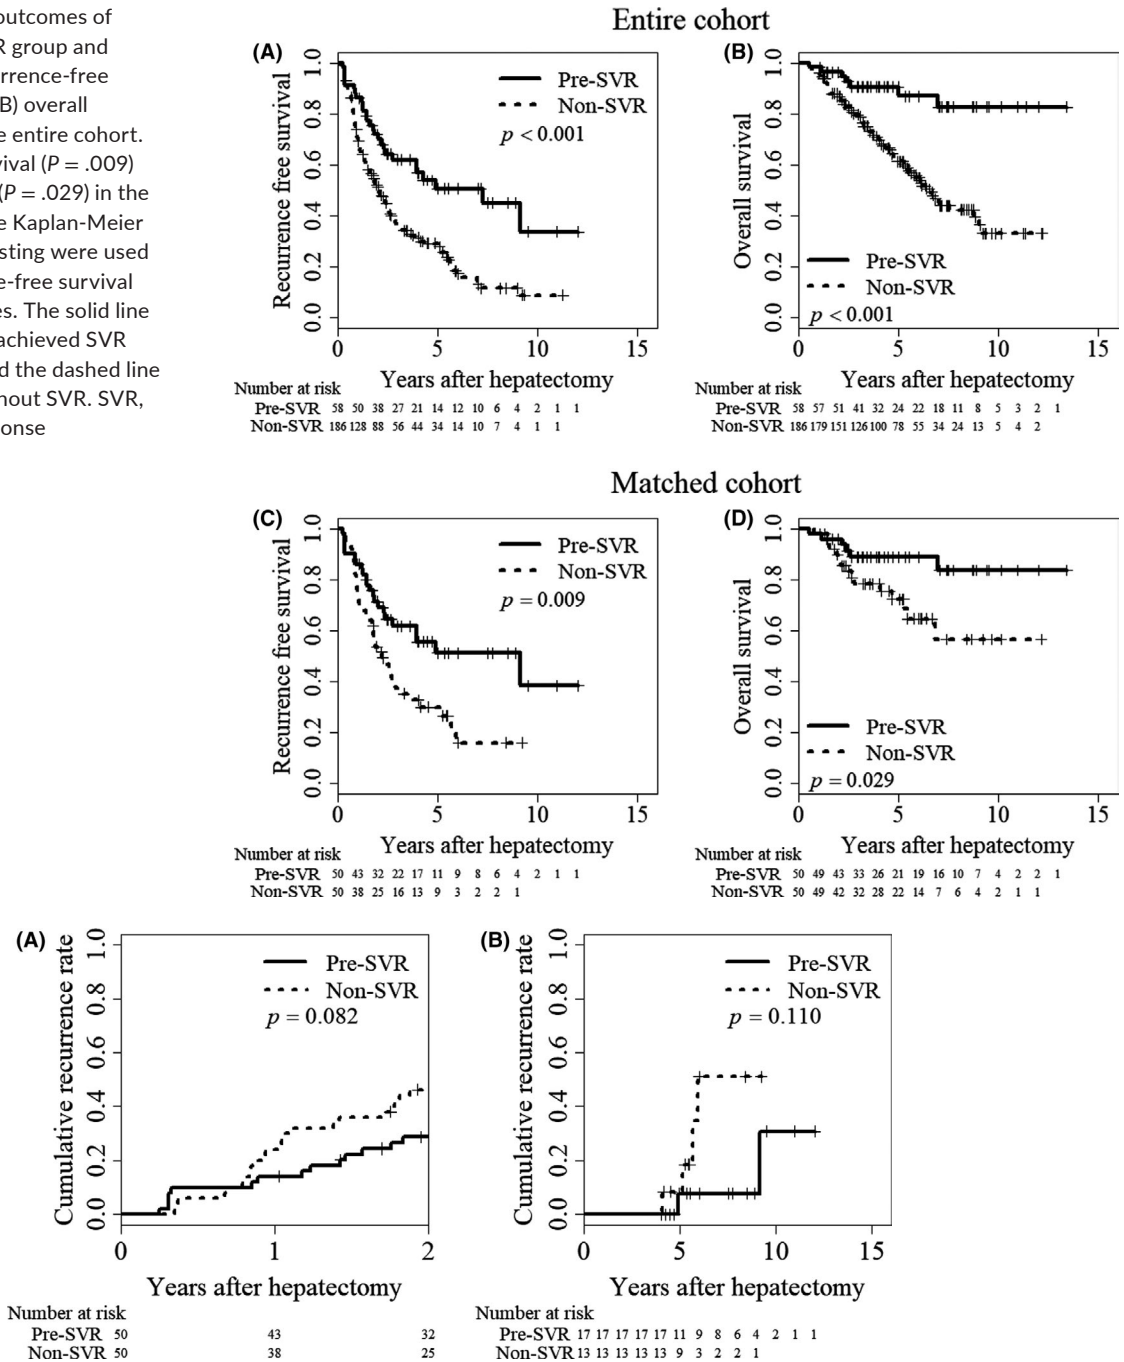 outcomes of
R group and
urrence-free
(B) overall
e entire cohort.
vival (P = .009)
(P = .029) in the
e Kaplan-Meier
sting were used
e-free survival
es. The solid line
achieved SVR
d the dashed line
hout SVR. SVR,
onse
Entire cohort
(A)
Recurrence free survival
0.0 0.2 0.4 0.6 0.8 1.0
Pre-SVR
Non-SVR
p < 0.001
0 5 10 15
Years after hepatectomy
Number at risk
Pre-SVR 58 50 38 27 21 14 12 10 6 4 2 1 1
Non-SVR 186 128 88 56 44 34 14 10 7 4 1 1
(B)
Overall survival
0.0 0.2 0.4 0.6 0.8 1.0
Pre-SVR
Non-SVR
p < 0.001
0 5 10 15
Years after hepatectomy
Number at risk
Pre-SVR 58 57 51 41 32 24 22 18 11 8 5 3 2 1
Non-SVR 186 179 151 126 100 78 55 34 24 13 5 4 2
Matched cohort
(C)
Recurrence free survival
0.0 0.2 0.4 0.6 0.8 1.0
Pre-SVR
Non-SVR
p = 0.009
0 5 10 15
Years after hepatectomy
Number at risk
Pre-SVR 50 43 32 22 17 11 9 8 6 4 2 1 1
Non-SVR 50 38 25 16 13 9 3 2 2 1
(D)
Overall survival
0.0 0.2 0.4 0.6 0.8 1.0
Pre-SVR
Non-SVR
p = 0.029
0 5 10 15
Years after hepatectomy
Number at risk
Pre-SVR 50 49 43 33 26 21 19 16 10 7 4 2 2 1
Non-SVR 50 49 42 32 28 22 14 7 6 4 2 1 1
(A)
Cumulative recurrence rate
0.0 0.2 0.4 0.6 0.8 1.0
Pre-SVR
Non-SVR
p = 0.082
0 1 2
Years after hepatectomy
Number at risk
Pre-SVR 50 43 32
Non-SVR 50 38 25
(B)
Cumulative recurrence rate
0.0 0.2 0.4 0.6 0.8 1.0
Pre-SVR
Non-SVR
p = 0.110
0 5 10 15
Years after hepatectomy
Number at risk
Pre-SVR 17 17 17 17 17 11 9 8 6 4 2 1 1
Non-SVR 13 13 13 13 13 9 3 2 2 1